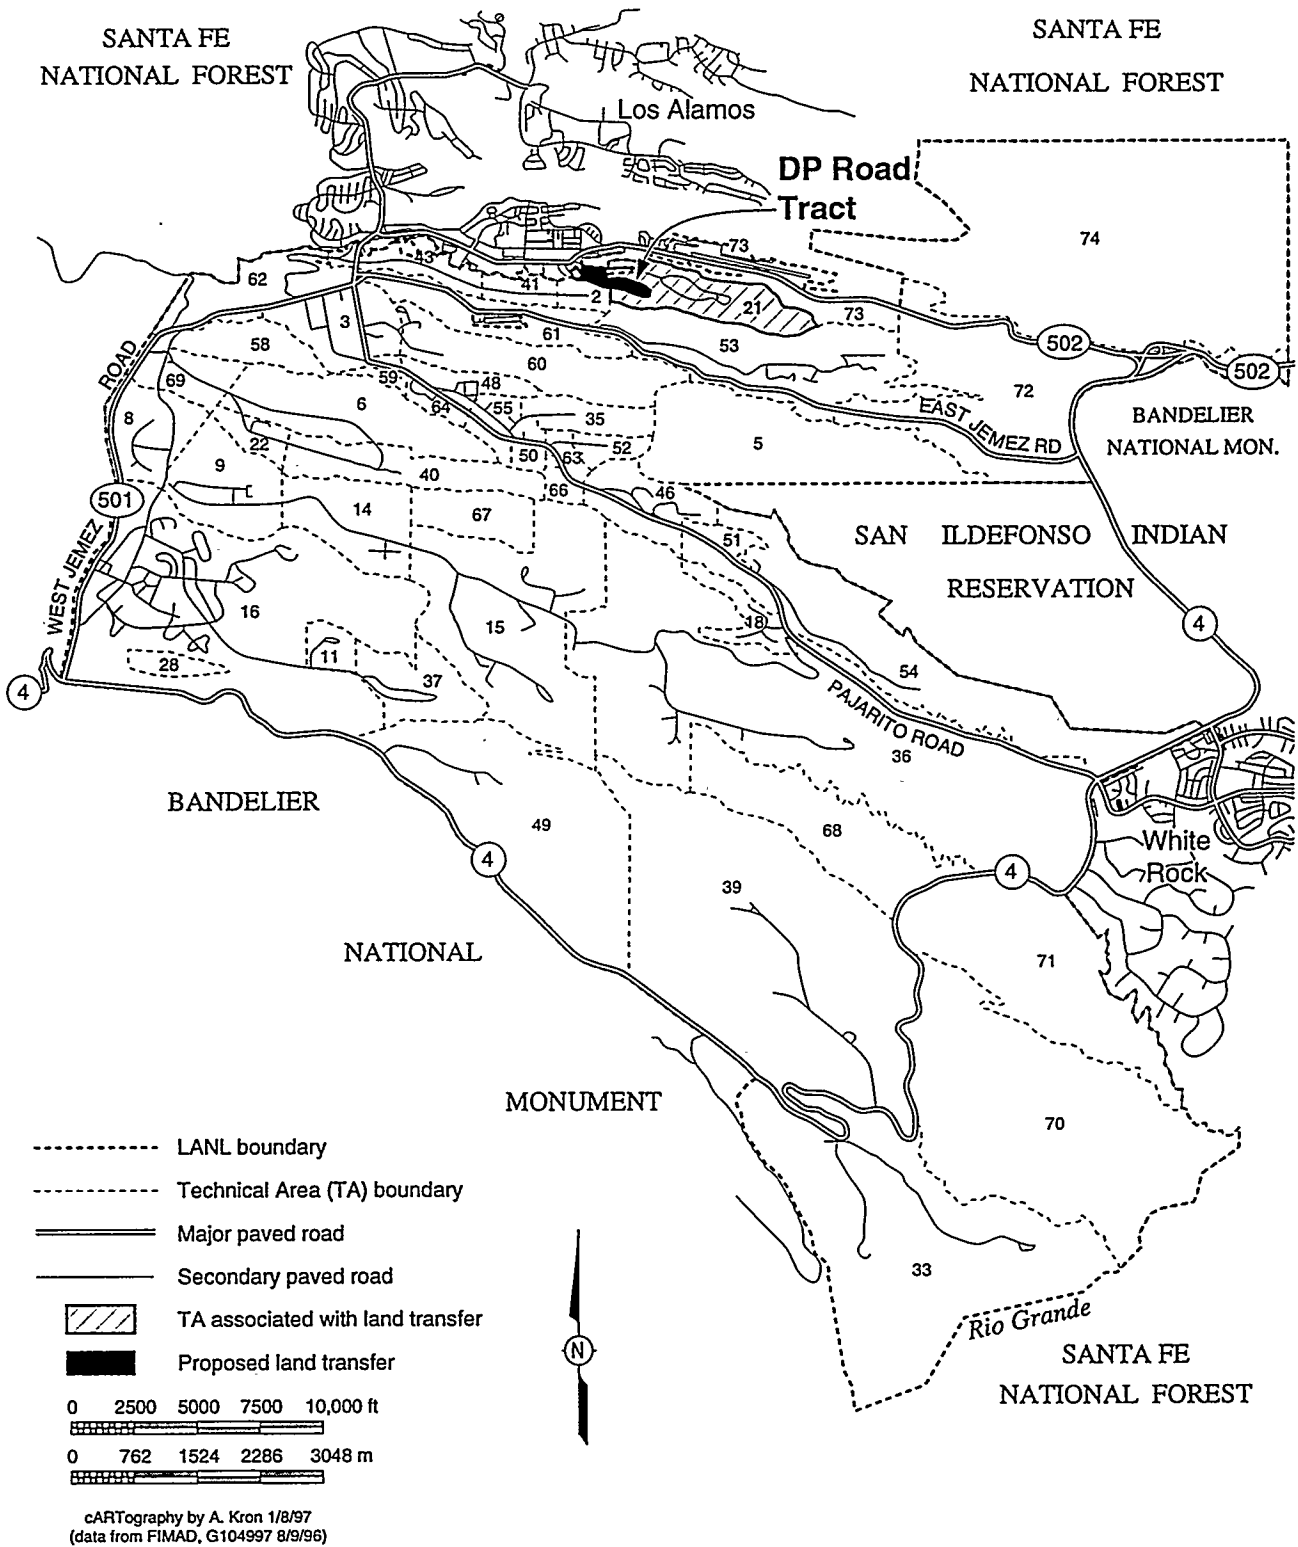 SANTA FE
NATIONAL FOREST
SANTA FE
NATIONAL FOREST
Los Alamos
DP Road
Tract
74
73
43
62
41
2
21
73
3
61
53
502
502
58
60
72
ROAD
69
59
48
6
64
55
35
EAST JEMEZ RD
BANDELIER
NATIONAL MON.
8
22
52
5
9
50
63
40
501
66
46
14
67
51
SAN ILDEFONSO INDIAN
RESERVATION
WEST JEMEZ
16
15
18
4
28
11
37
54
4
PAJARITO ROAD
36
BANDELIER
49
68
White
Rock
4
4
39
NATIONAL
71
MONUMENT
70
33
Rio Grande
SANTA FE
NATIONAL FOREST
LANL boundary
Technical Area (TA) boundary
Major paved road
Secondary paved road
TA associated with land transfer
Proposed land transfer
N
0 2500 5000 7500 10,000 ft
0 762 1524 2286 3048 m
cARTography by A. Kron 1/8/97
(data from FIMAD, G104997 8/9/96)